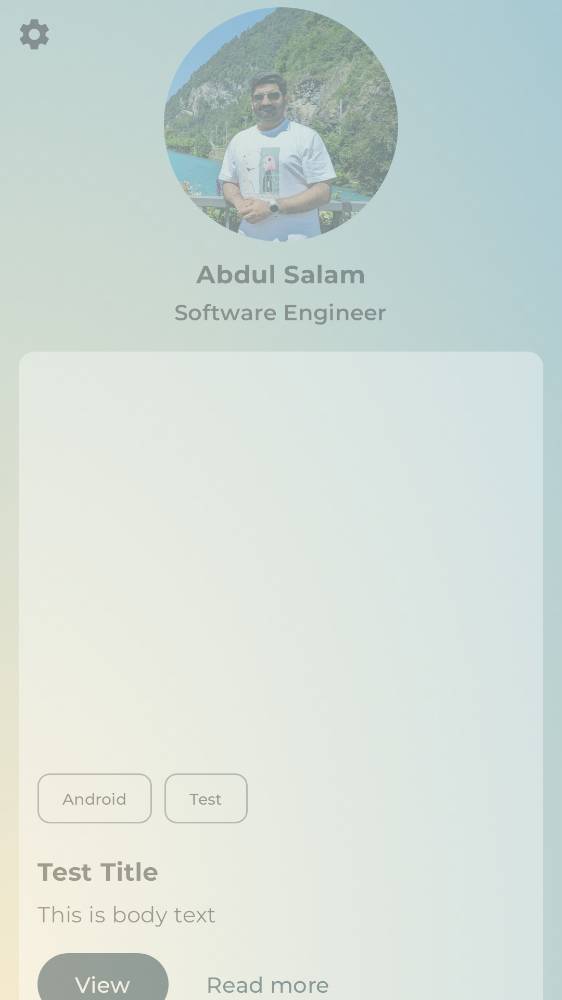 Abdul Salam
Software Engineer
Android Test
Test Title
This is body text
View Read more